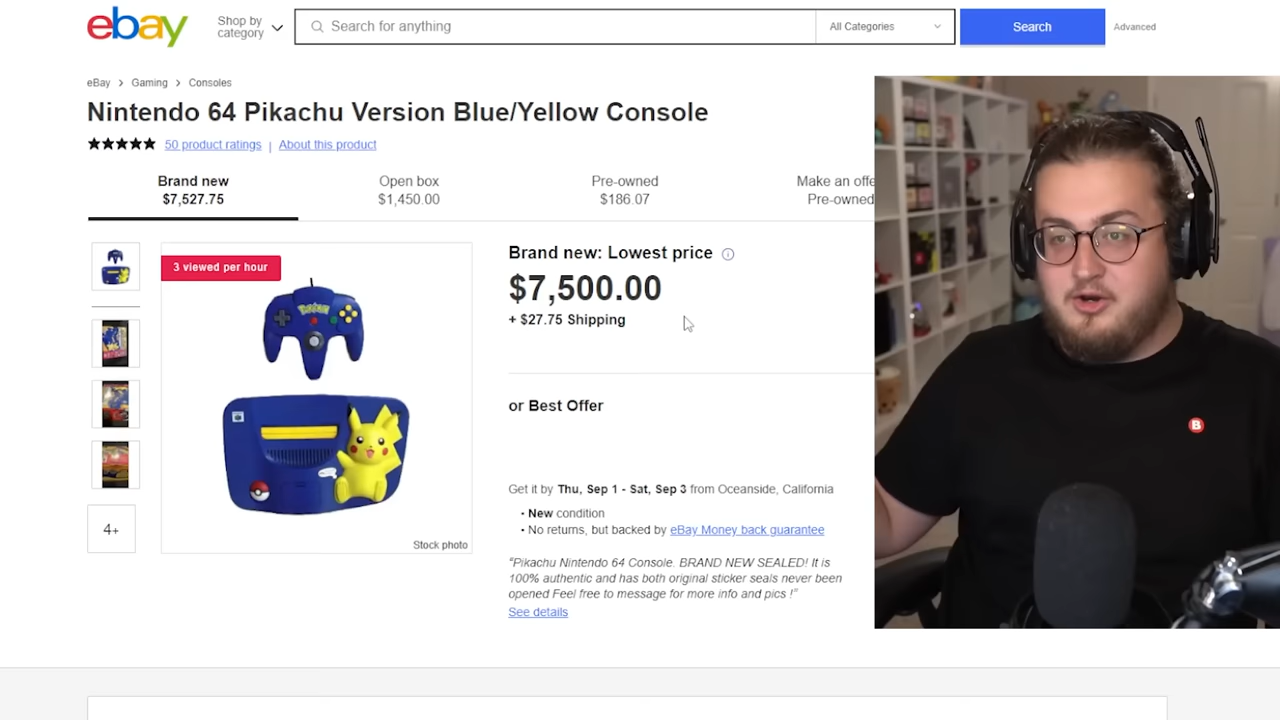 ebay
Shop by
category
Search for anything
All Categories
Search
Advanced
eBay > Gaming > Consoles
Nintendo 64 Pikachu Version Blue/Yellow Console
50 product ratings | About this product
Brand new
$7,527.75
Open box
$1,450.00
Pre-owned
$186.07
Make an offe
Pre-owned
3 viewed per hour
Stock photo
4+
Brand new: Lowest price
$7,500.00
+ $27.75 Shipping
or Best Offer
Get it by Thu, Sep 1 - Sat, Sep 3 from Oceanside, California
• New condition
• No returns, but backed by eBay Money back guarantee
"Pikachu Nintendo 64 Console. BRAND NEW SEALED! It is
100% authentic and has both original sticker seals never been
opened Feel free to message for more info and pics !"
See details
B